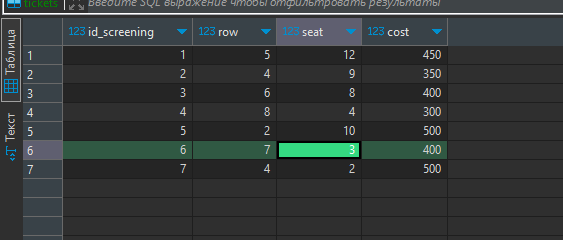 tickets Введите SQL выражение чтобы отфильтровать результаты
Таблица
Текст
123 id_screening 123 row 123 seat 123 cost
1 1 5 12 450
2 2 4 9 350
3 3 6 8 400
4 4 8 4 300
5 5 2 10 500
6 6 7 3 400
7 7 4 2 500